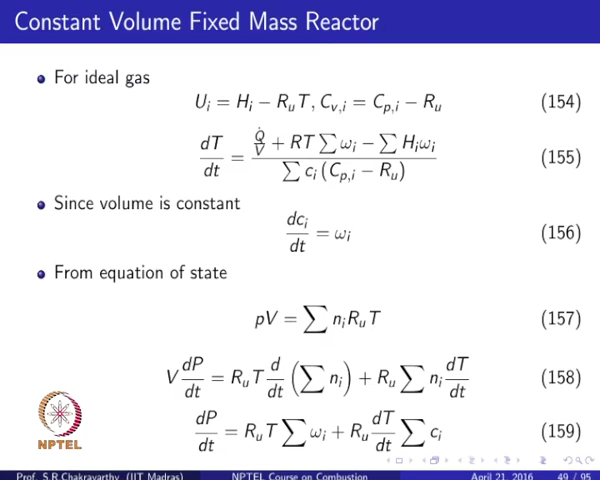 Constant Volume Fixed Mass Reactor
For ideal gas
U_i = H_i − R_u T, C_{v,i} = C_{p,i} − R_u (154)
dT/dt = (Q̇/V + RT ∑ ω_i − ∑ H_i ω_i) / (∑ c_i (C_{p,i} − R_u)) (155)
Since volume is constant
dc_i/dt = ω_i (156)
From equation of state
pV = ∑ n_i R_u T (157)
V dP/dt = R_u T d/dt (∑ n_i) + R_u ∑ n_i dT/dt (158)
dP/dt = R_u T ∑ ω_i + R_u dT/dt ∑ c_i (159)
NPTEL
Prof. S.R.Chakravarthy (IIT Madras) NPTEL Course on Combustion April 21, 2016 49 / 95